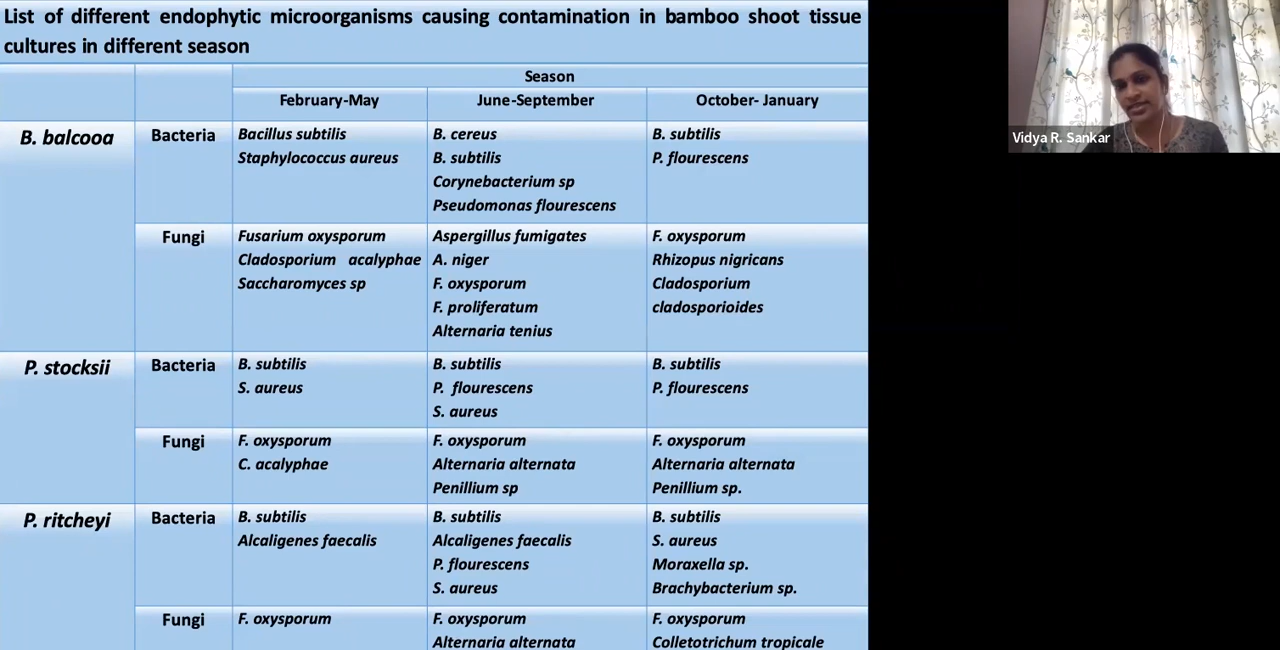 List of different endophytic microorganisms causing contamination in bamboo shoot tissue
cultures in different season
Season
February-May
June-September
October- January
B. balcooa
Bacteria
Bacillus subtilis
Staphylococcus aureus
B. cereus
B. subtilis
Corynebacterium sp
Pseudomonas flourescens
B. subtilis
P. flourescens
Fungi
Fusarium oxysporum
Cladosporium acalyphae
Saccharomyces sp
Aspergillus fumigates
A. niger
F. oxysporum
F. proliferatum
Alternaria tenius
F. oxysporum
Rhizopus nigricans
Cladosporium
cladosporioides
P. stocksii
Bacteria
B. subtilis
S. aureus
B. subtilis
P. flourescens
S. aureus
B. subtilis
P. flourescens
Fungi
F. oxysporum
C. acalyphae
F. oxysporum
Alternaria alternata
Penillium sp
F. oxysporum
Alternaria alternata
Penillium sp.
P. ritcheyi
Bacteria
B. subtilis
Alcaligenes faecalis
B. subtilis
Alcaligenes faecalis
P. flourescens
S. aureus
B. subtilis
S. aureus
Moraxella sp.
Brachybacterium sp.
Fungi
F. oxysporum
F. oxysporum
Alternaria alternata
F. oxysporum
Colletotrichum tropicale
Vidya R. Sankar